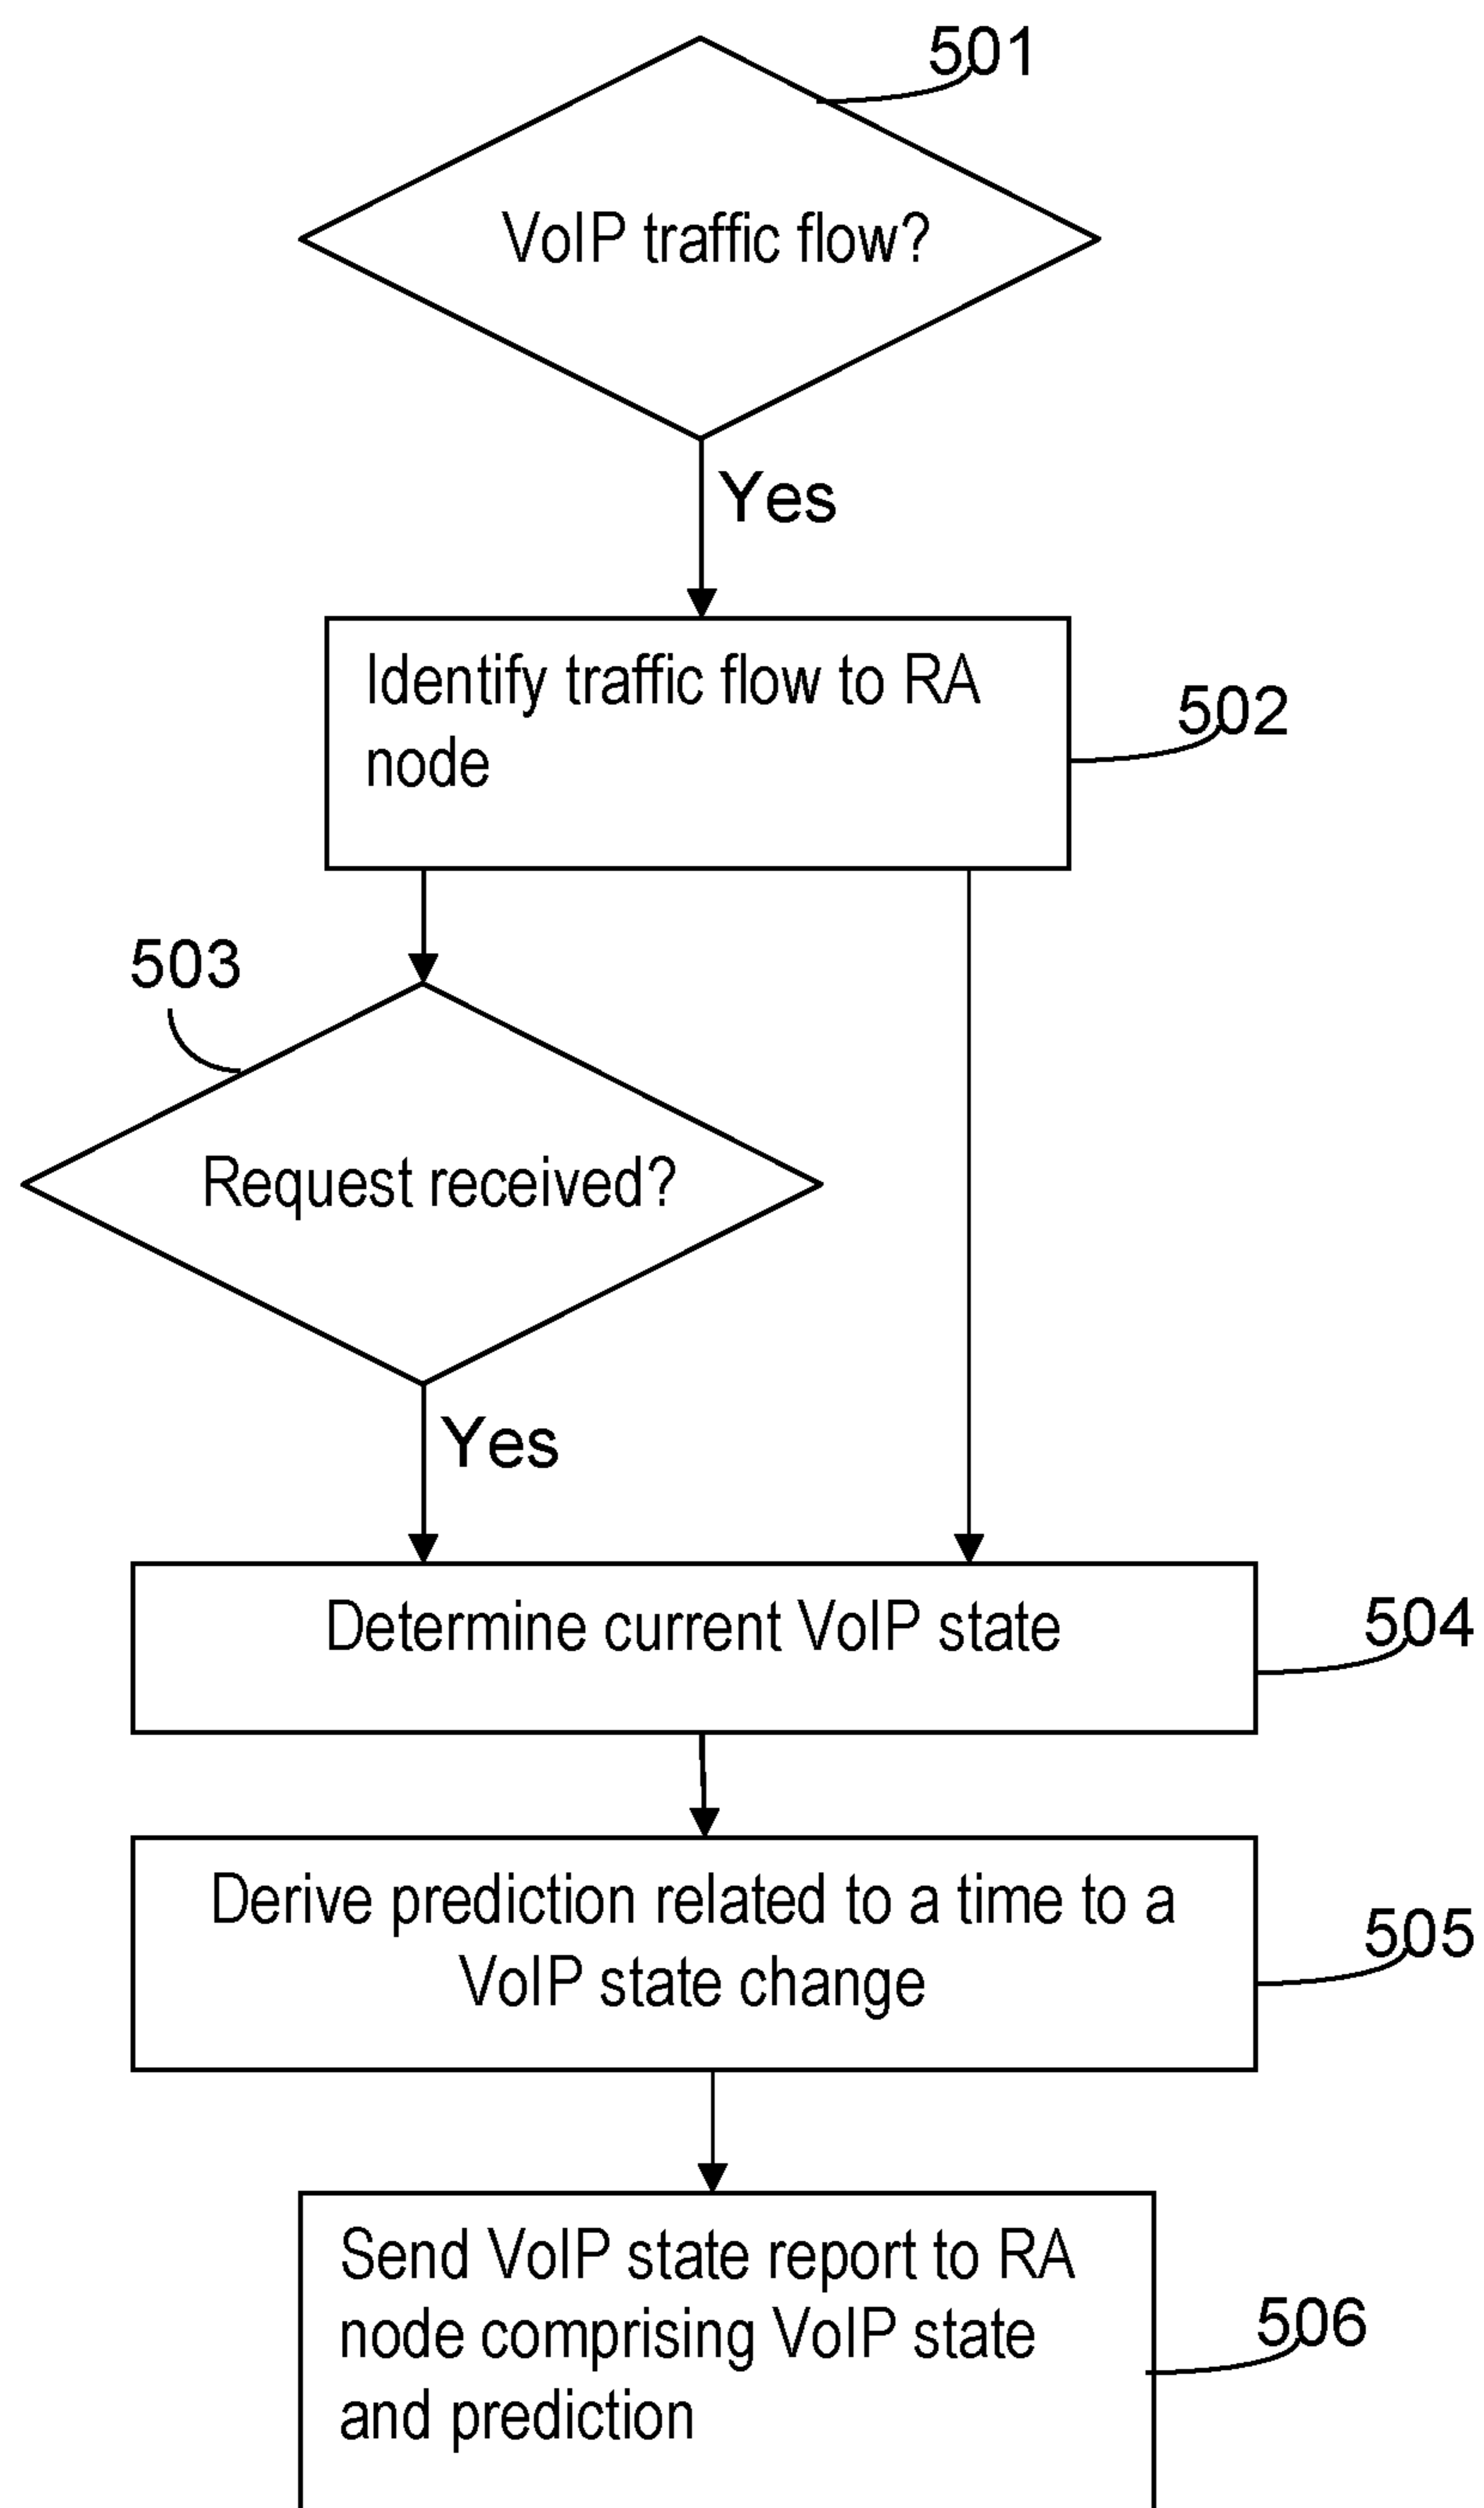 501
VoIP traffic flow?
Yes
Identify traffic flow to RA
node
502
503
Request received?
Yes
Determine current VoIP state
504
Derive prediction related to a time to a
VoIP state change
505
Send VoIP state report to RA
node comprising VoIP state
and prediction
506